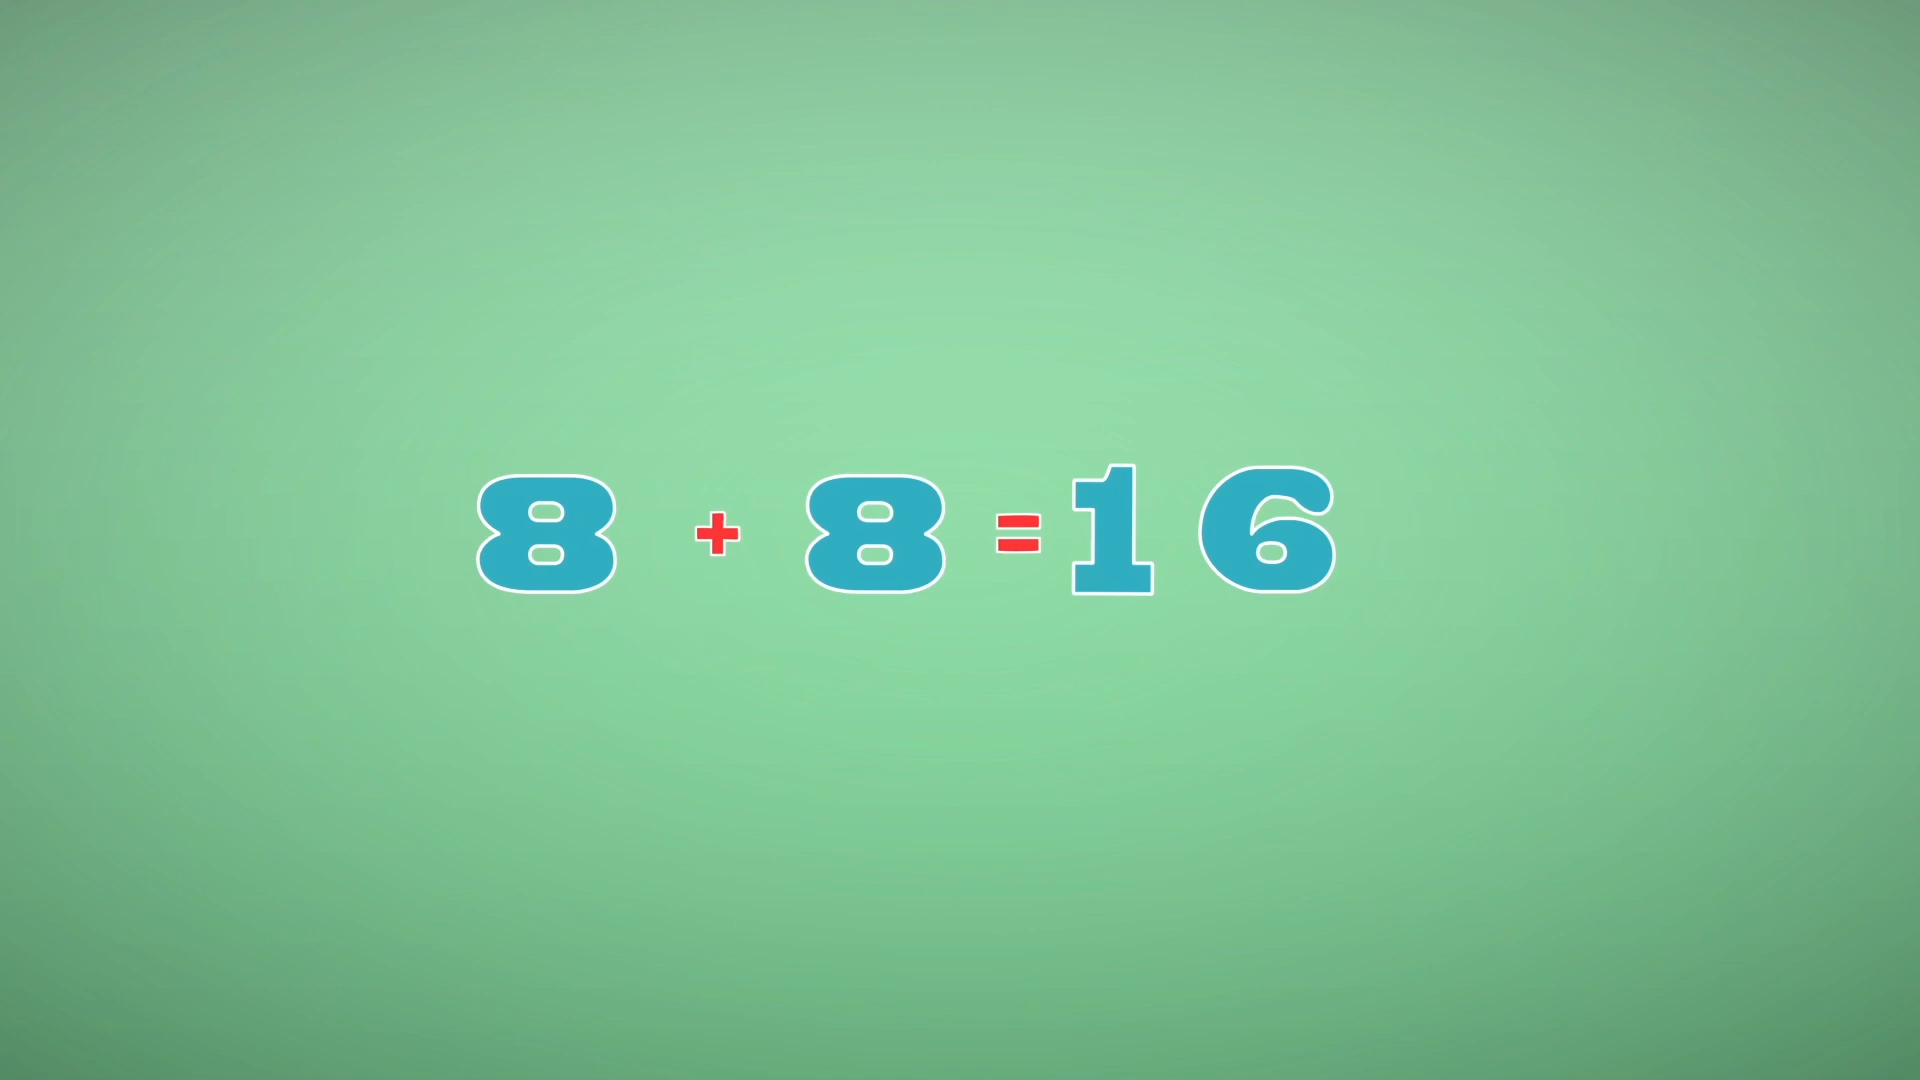 8 + 8 = 16